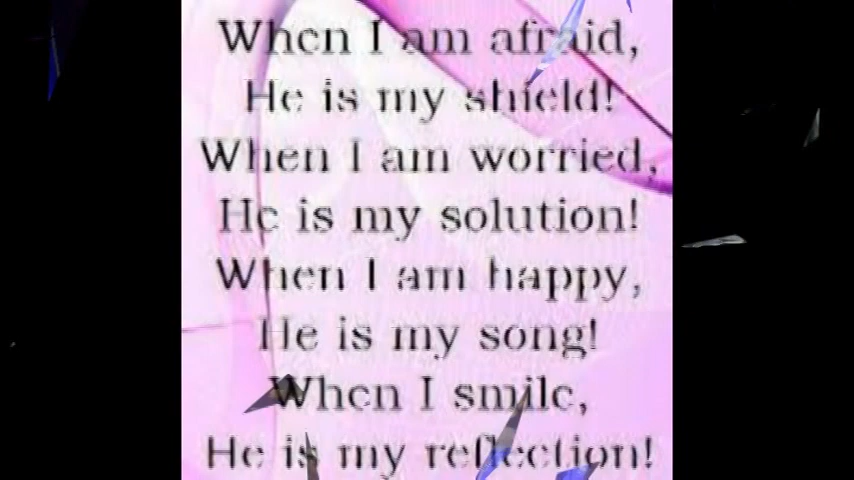 When I am afraid,
He is my shield!
When I am worried,
He is my solution!
When I am happy,
He is my song!
When I smile,
He is my reflection!